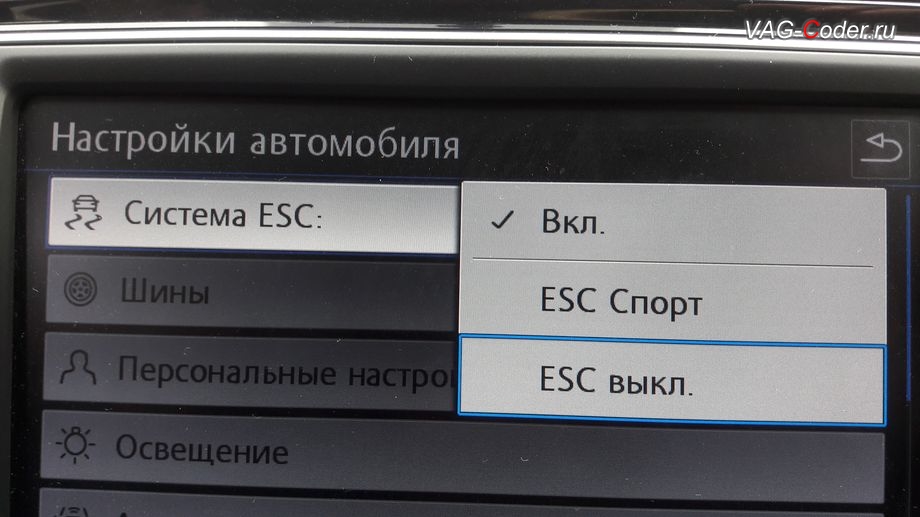 VAG-Coder.ru
Настройки автомобиля
Система ESC:
Вкл.
Шины
ESC Спорт
Персональные настро
ESC выкл.
Освещение